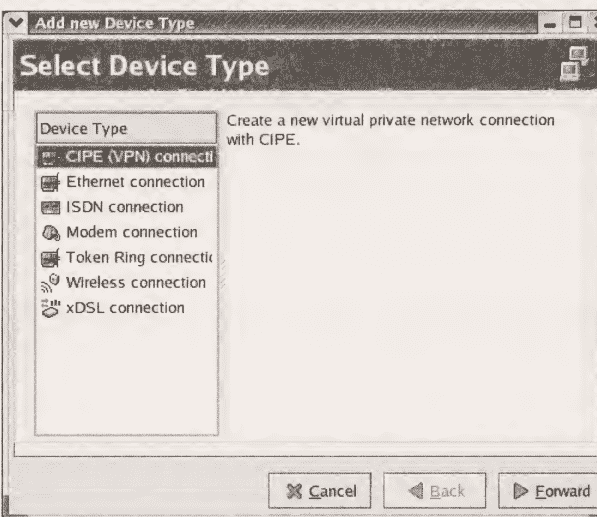 Add new Device Type
Select Device Type
Device Type
CIPE (VPN) connecti
Ethernet connection
ISDN connection
Modem connection
Token Ring connectic
Wireless connection
xDSL connection
Create a new virtual private network connection
with CIPE.
Cancel
Back
Forward